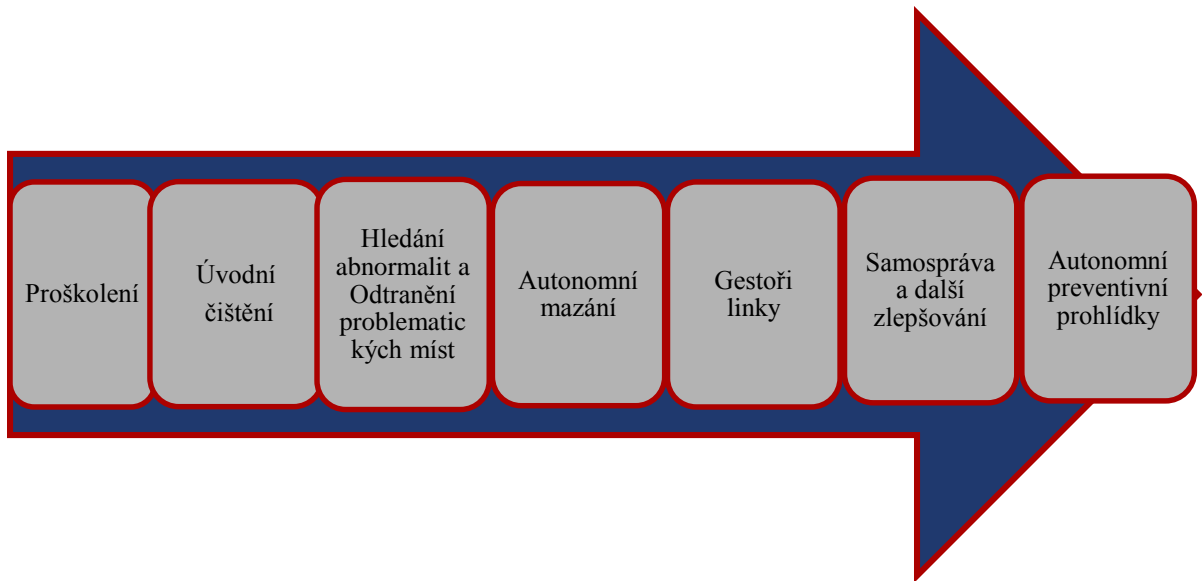 Proškolení
Úvodní
čištění
Hledání
abnormalit a
Odtranění
problematic
kých míst
Autonomní
mazání
Gestoři
linky
Samospráva
a další
zlepšování
Autonomní
preventivní
prohlídky